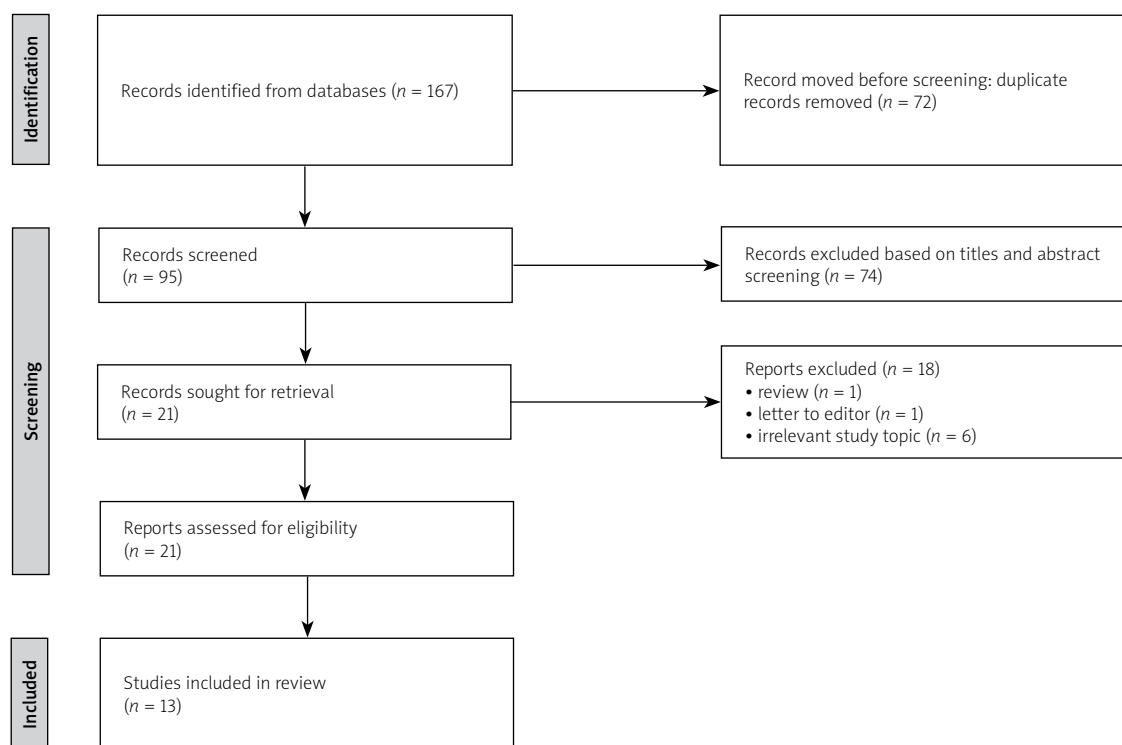 Identification
Records identified from databases (n = 167)
Record moved before screening: duplicate
records removed (n = 72)
Screening
Records screened
(n = 95)
Records excluded based on titles and abstract
screening (n = 74)
Records sought for retrieval
(n = 21)
Reports excluded (n = 18)
• review (n = 1)
• letter to editor (n = 1)
• irrelevant study topic (n = 6)
Reports assessed for eligibility
(n = 21)
Included
Studies included in review
(n = 13)